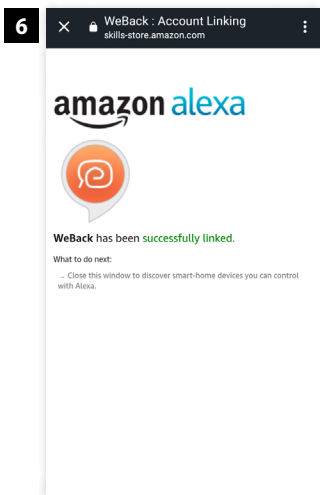 6
WeBack : Account Linking
skills-store.amazon.com
amazon alexa
WeBack has been successfully linked.
What to do next:
→ Close this window to discover smart-home devices you can control
with Alexa.